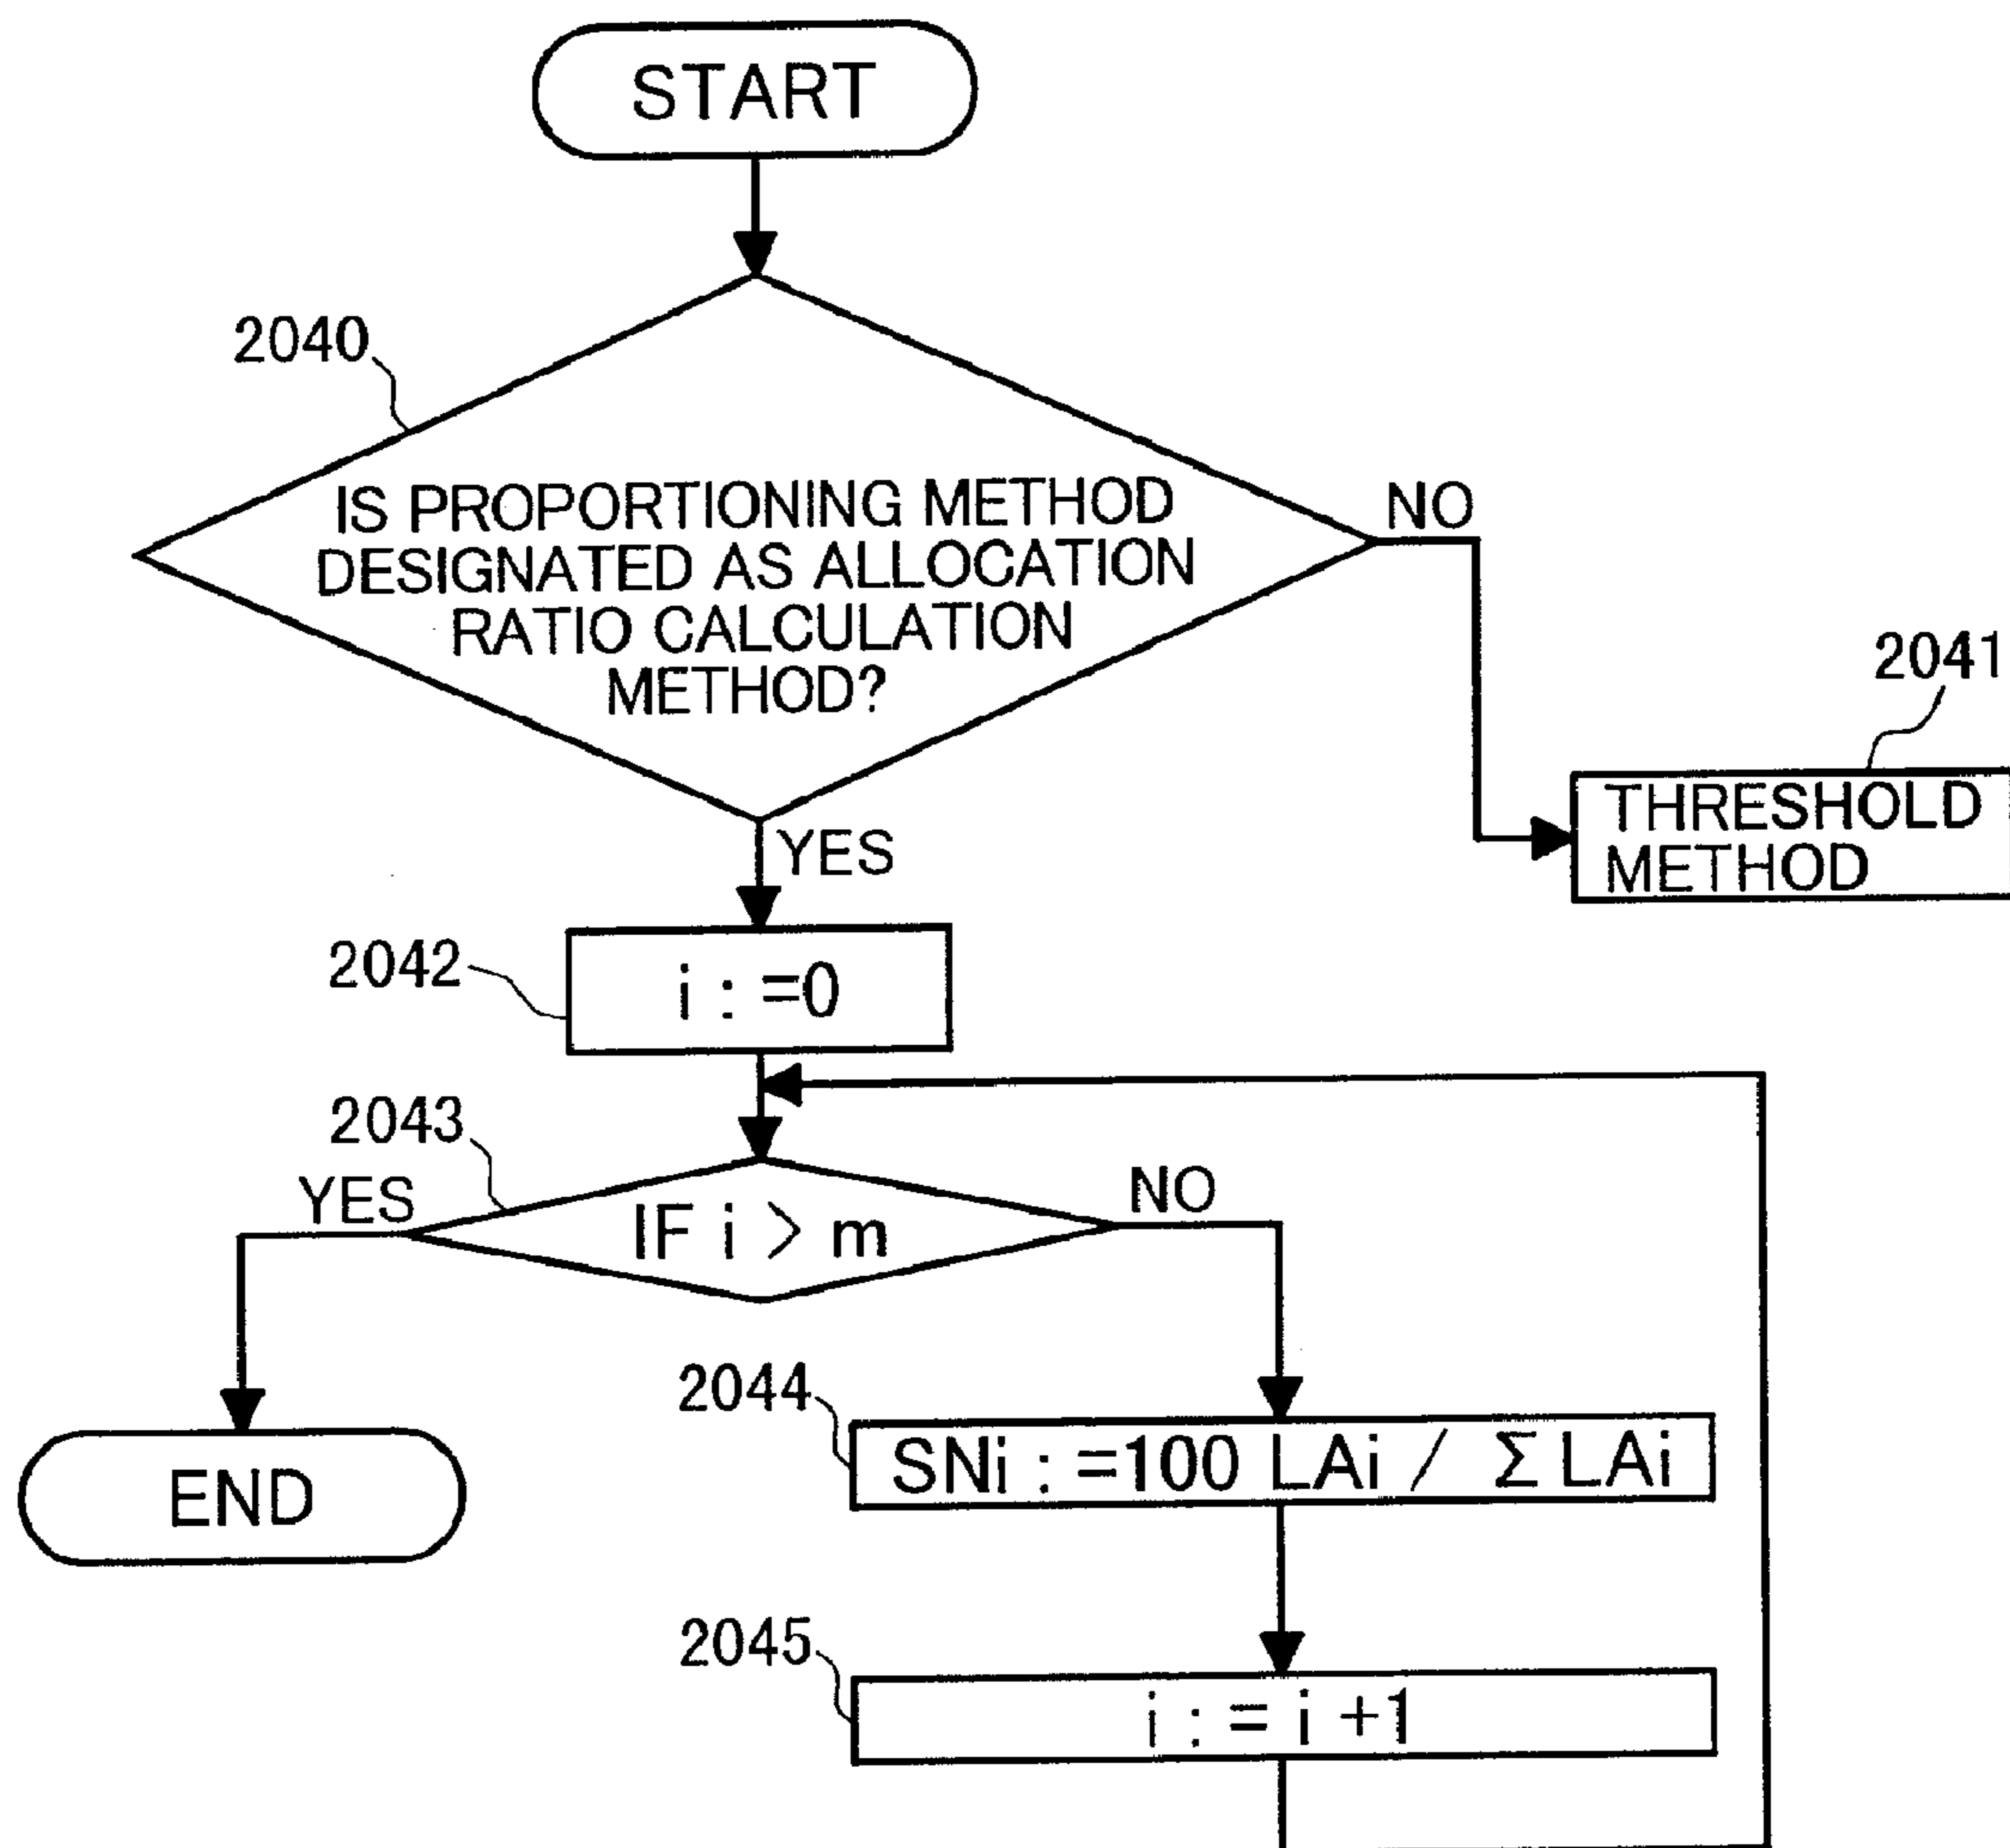 START
2040
IS PROPORTIONING METHOD
DESIGNATED AS ALLOCATION
RATIO CALCULATION
METHOD?
NO
2041
THRESHOLD
METHOD
YES
2042
i : =0
2043
YES
IF i > m
NO
2044
SNi : =100 LAi / Σ LAi
END
2045
i : = i +1